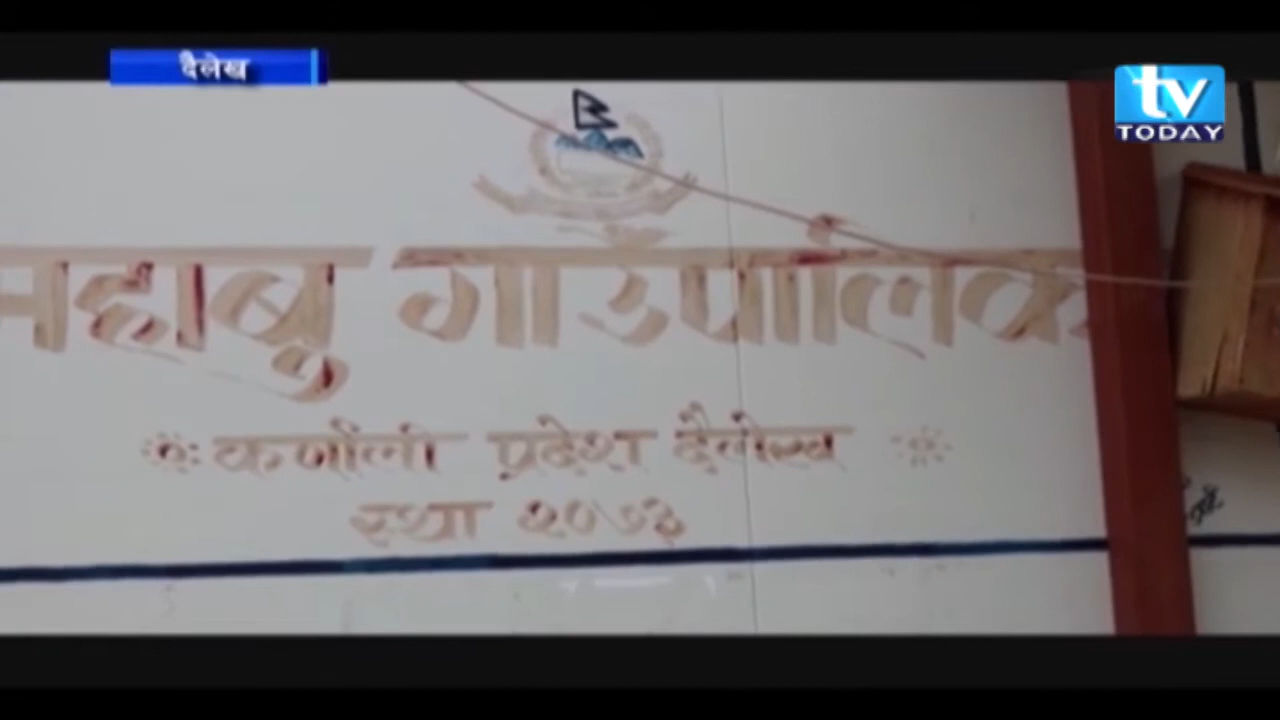 दैलेख
tv
TODAY
महाबु गाउँपालिक
कर्णाली प्रदेश दैलेख
स्था २०७३